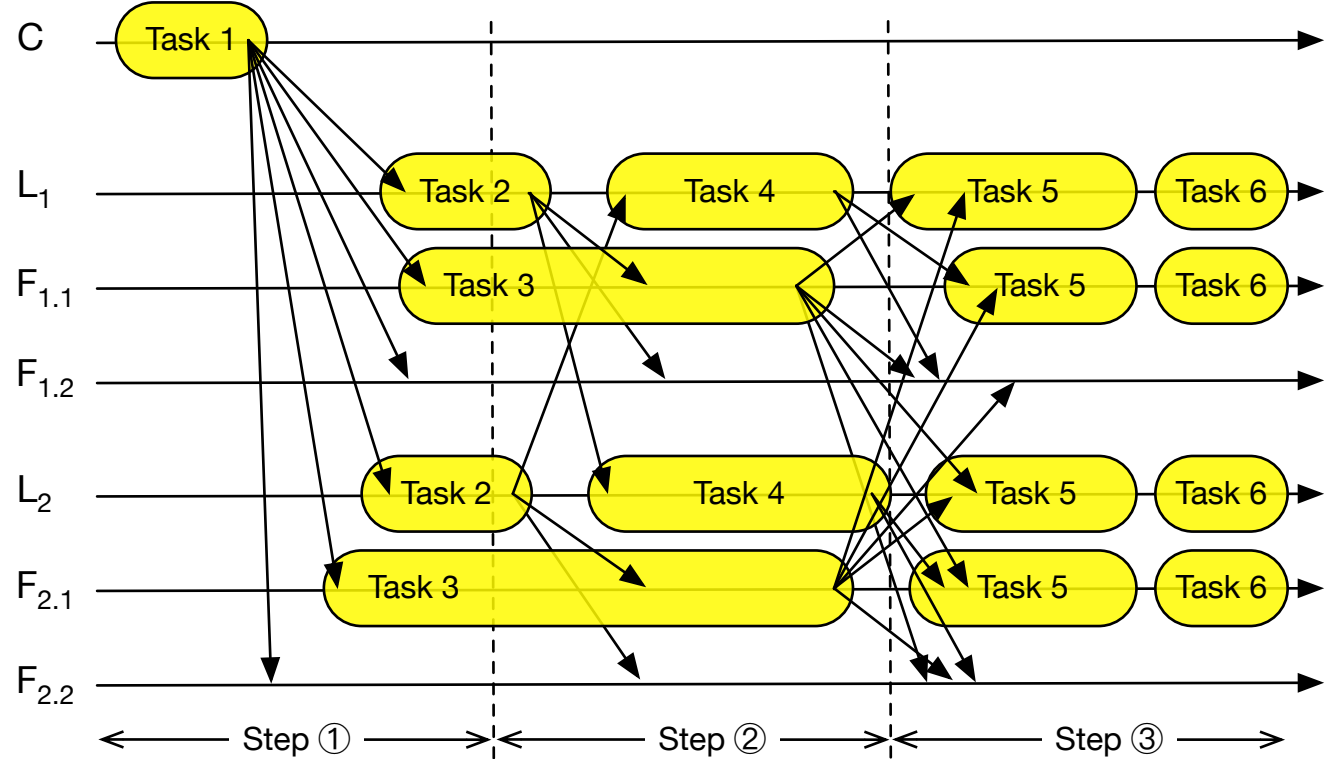 C Task 1
L1 Task 2 Task 4 Task 5 Task 6
F1.1 Task 3 Task 5 Task 6
F1.2
L2 Task 2 Task 4 Task 5 Task 6
F2.1 Task 3 Task 5 Task 6
F2.2
Step ① Step ② Step ③